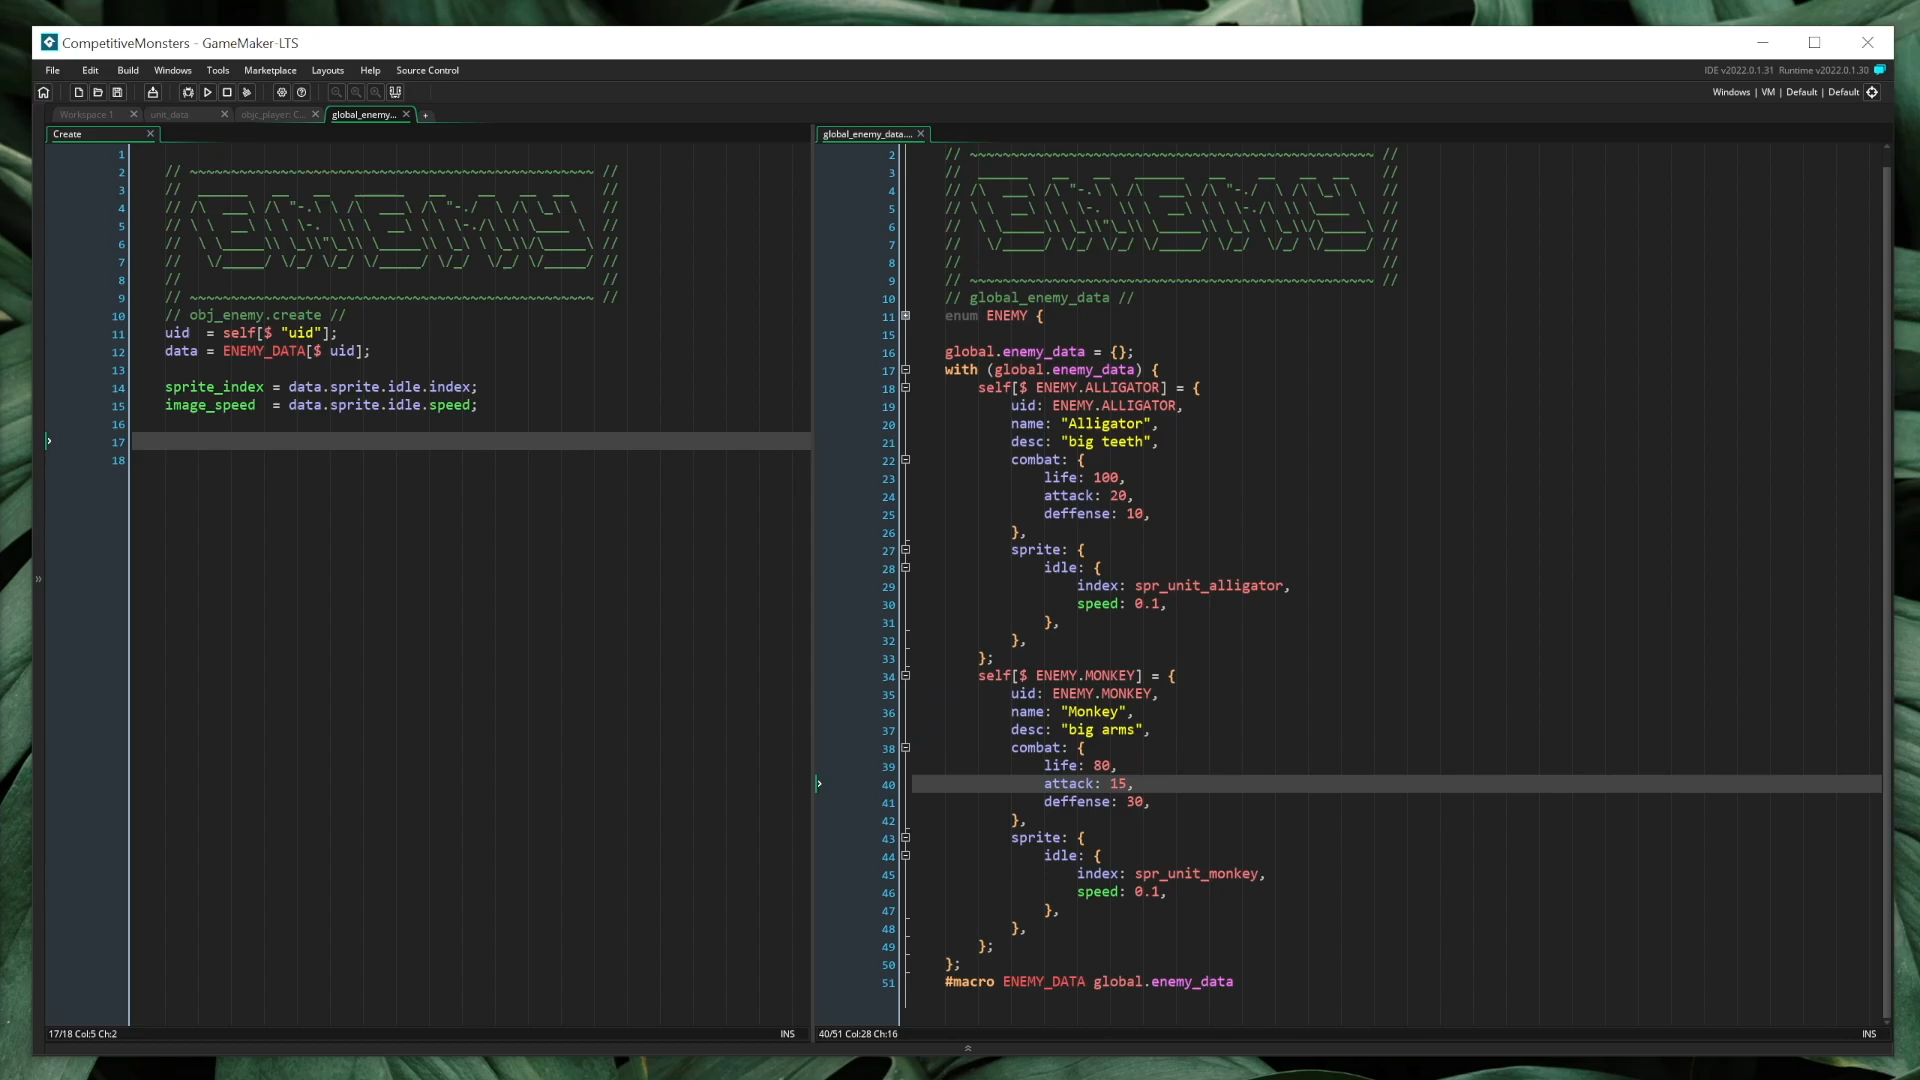 CompetitiveMonsters - GameMaker-LTS
File Edit Build Windows Tools Marketplace Layouts Help Source Control
IDE v2022.0.1.31 Runtime v2022.0.1.30
Windows | VM | Default | Default
Workspace 1 unit_data objc_player: C... global_enemy... +
Create
1
2 // ~~~~~~~~~~~~~~~~~~~~~~~~~~~~~~~~~~~~~~~~~~~~~~~~~ //
3 //  ______   __   __   ______   __    __   __  __    //
4 // /\  ___\ /\ "-.\ \ /\  ___\ /\ "-./  \ /\ \_\ \   //
5 // \ \  __\ \ \ \-.  \\ \  __\ \ \ \-./\ \\ \____ \  //
6 //  \ \_____\\ \_\\"\_\\ \_____\\ \_\ \ \_\\/\_____\ //
7 //   \/_____/ \/_/ \/_/ \/_____/ \/_/  \/_/ \/_____/ //
8 //                                                   //
9 // ~~~~~~~~~~~~~~~~~~~~~~~~~~~~~~~~~~~~~~~~~~~~~~~~~ //
10 // obj_enemy.create //
11 uid  = self[$ "uid"];
12 data = ENEMY_DATA[$ uid];
13
14 sprite_index = data.sprite.idle.index;
15 image_speed  = data.sprite.idle.speed;
16
17
18
17/18 Col:5 Ch:2 INS
global_enemy_data....
2 // ~~~~~~~~~~~~~~~~~~~~~~~~~~~~~~~~~~~~~~~~~~~~~~~~~ //
3 //  ______   __   __   ______   __    __   __  __    //
4 // /\  ___\ /\ "-.\ \ /\  ___\ /\ "-./  \ /\ \_\ \   //
5 // \ \  __\ \ \ \-.  \\ \  __\ \ \ \-./\ \\ \____ \  //
6 //  \ \_____\\ \_\\"\_\\ \_____\\ \_\ \ \_\\/\_____\ //
7 //   \/_____/ \/_/ \/_/ \/_____/ \/_/  \/_/ \/_____/ //
8 //                                                   //
9 // ~~~~~~~~~~~~~~~~~~~~~~~~~~~~~~~~~~~~~~~~~~~~~~~~~ //
10 // global_enemy_data //
11 enum ENEMY {
15
16 global.enemy_data = {};
17 with (global.enemy_data) {
18 self[$ ENEMY.ALLIGATOR] = {
19 uid: ENEMY.ALLIGATOR,
20 name: "Alligator",
21 desc: "big teeth",
22 combat: {
23 life: 100,
24 attack: 20,
25 deffense: 10,
26 },
27 sprite: {
28 idle: {
29 index: spr_unit_alligator,
30 speed: 0.1,
31 },
32 },
33 };
34 self[$ ENEMY.MONKEY] = {
35 uid: ENEMY.MONKEY,
36 name: "Monkey",
37 desc: "big arms",
38 combat: {
39 life: 80,
40 attack: 15,
41 deffense: 30,
42 },
43 sprite: {
44 idle: {
45 index: spr_unit_monkey,
46 speed: 0.1,
47 },
48 },
49 };
50 };
51 #macro ENEMY_DATA global.enemy_data
40/51 Col:28 Ch:16 INS